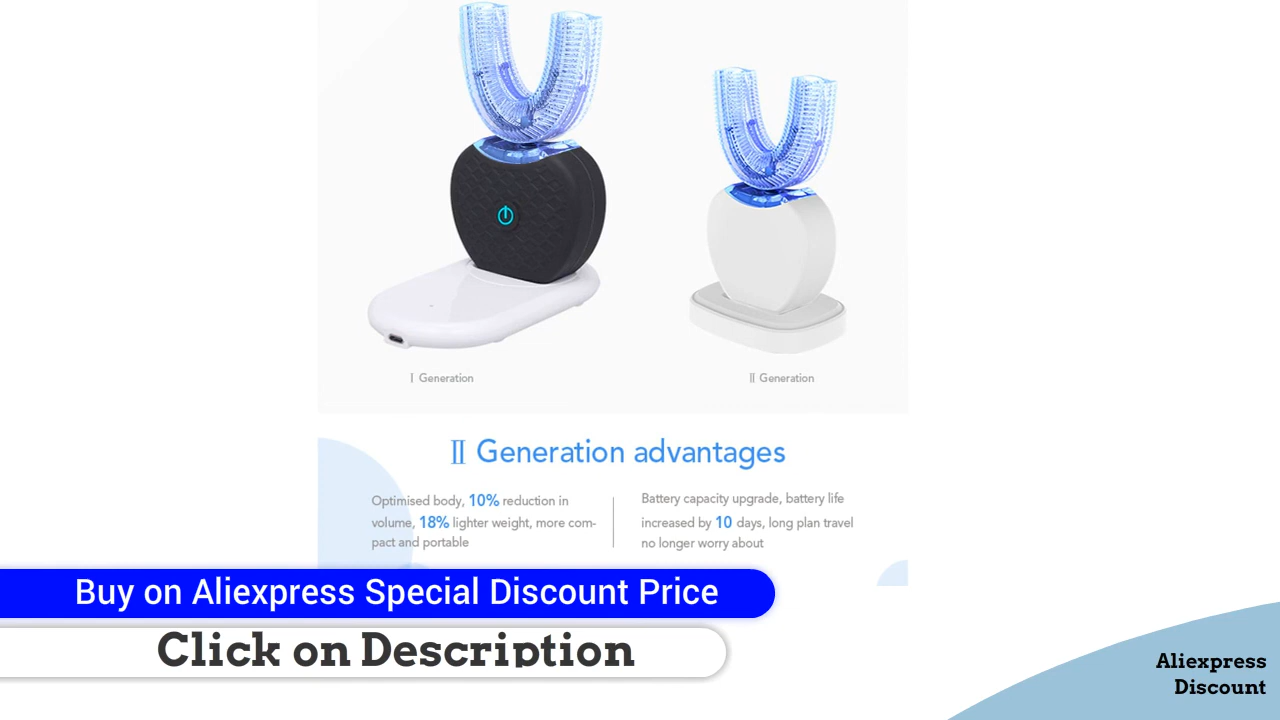 I Generation
II Generation
II Generation advantages
Optimised body, 10% reduction in
volume, 18% lighter weight, more com-
pact and portable
Battery capacity upgrade, battery life
increased by 10 days, long plan travel
no longer worry about
Buy on Aliexpress Special Discount Price
Click on Description
Aliexpress
Discount